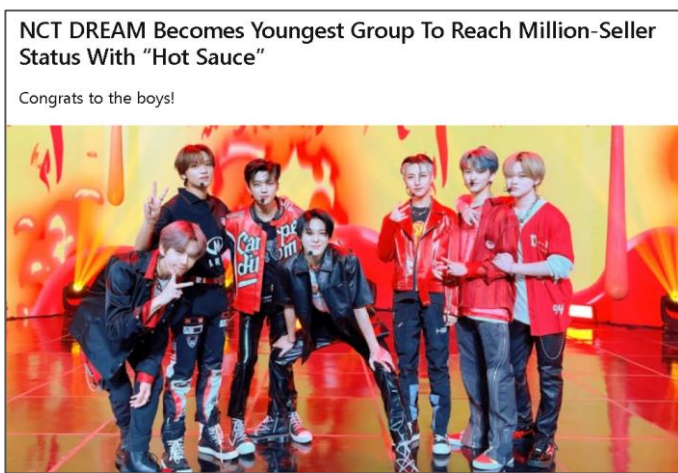 NCT DREAM Becomes Youngest Group To Reach Million-Seller
Status With “Hot Sauce”
Congrats to the boys!